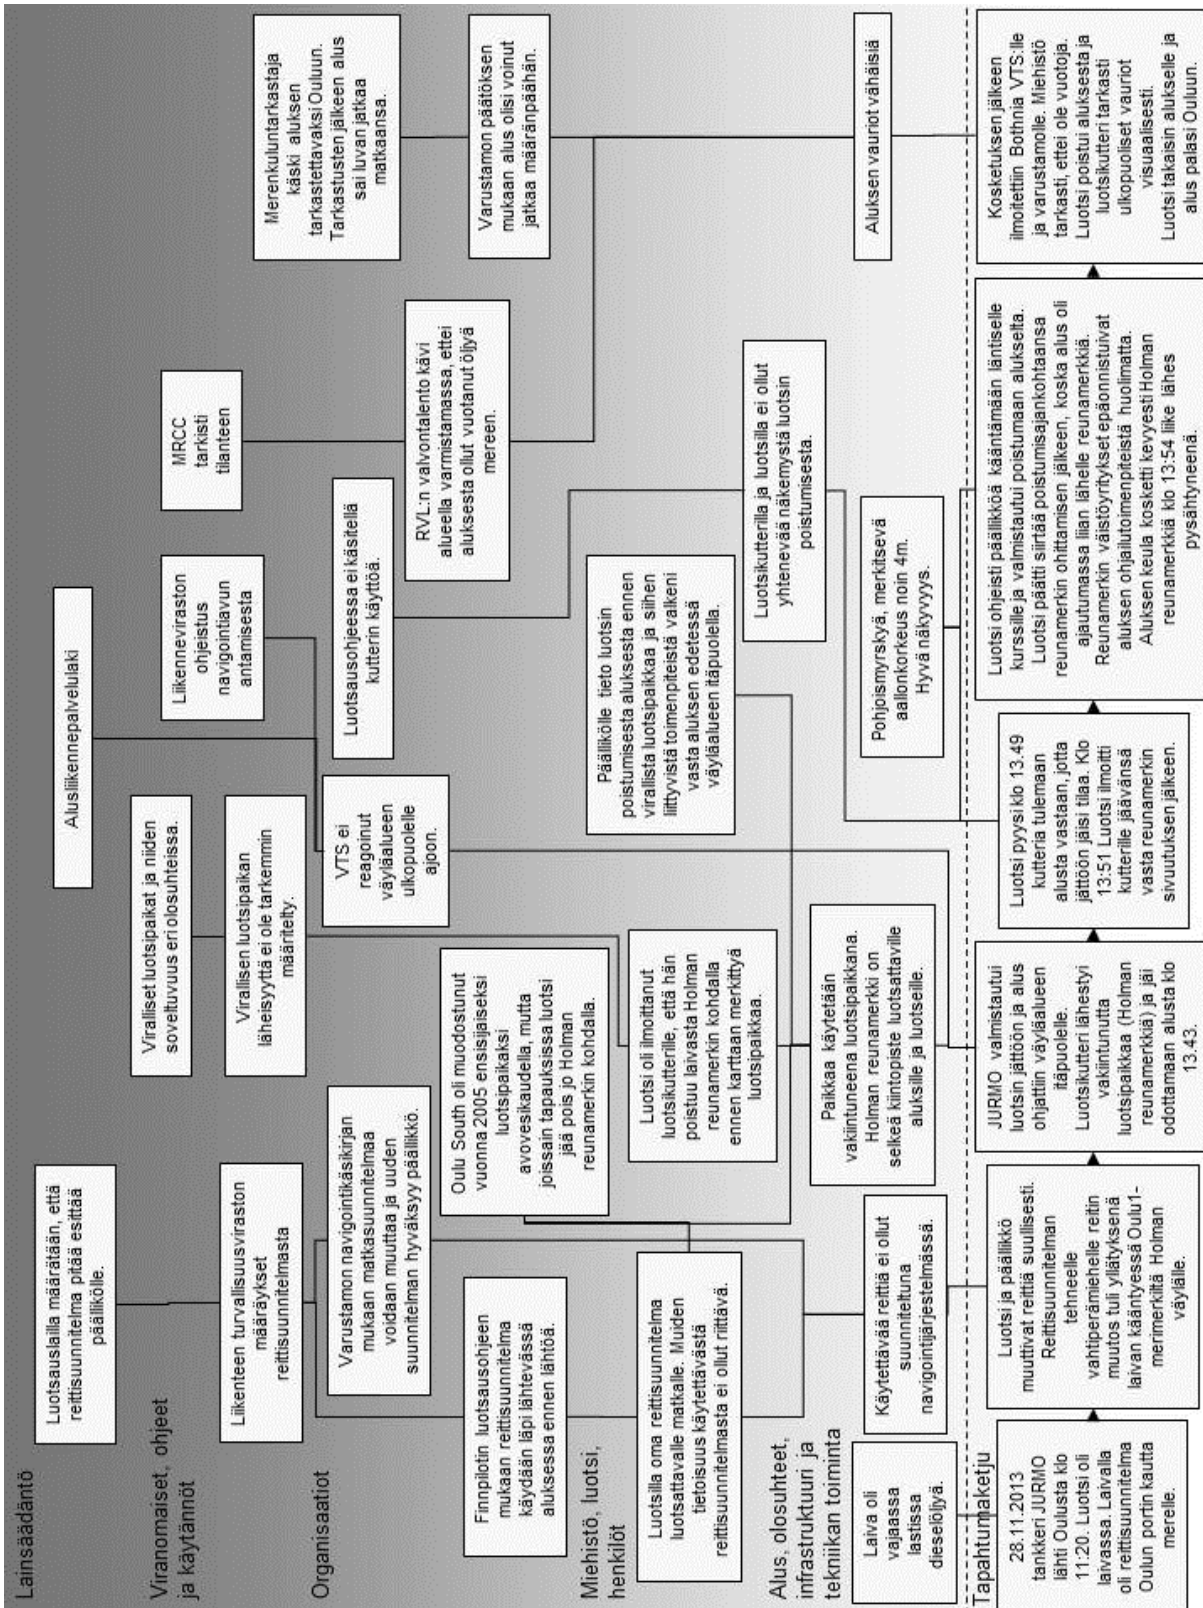 Lainsäädäntö
Luotsauslailla määrätään, että
reittisuunnitelma pitää esittää
päällikölle.
Alusliikennepalvelulaki
Viranomaiset, ohjeet
ja käytännöt
Liikenteen turvallisuusviraston
määräykset
reittisuunnitelmasta
Viralliset luotsipaikat ja niiden
soveltuvuus eri olosuhteissa.
Virallisen luotsipaikan
läheisyyttä ei ole tarkemmin
määritelty.
Liikenneviraston
ohjeistus
navigointiavun
antamisesta
MRCC
tarkisti
tilanteen
Merenkuluntarkastaja
käski aluksen
tarkastettavaksi Ouluun.
Tarkastusten jälkeen alus
sai luvan jatkaa
matkaansa.
Organisaatiot
Varustamon navigointikäsikirjan
mukaan matkasuunnitelmaa
voidaan muuttaa ja uuden
suunnitelman hyväksyy päällikkö.
VTS ei
reagoinut
väyläalueen
ulkopuolelle
ajoon.
Luotsausohjeessa ei käsitellä
kutterin käyttöä.
RVL:n valvontalento kävi
alueella varmistamassa, ettei
aluksesta ollut vuotanut öljyä
mereen.
Varustamon päätöksen
mukaan alus olisi voinut
jatkaa määränpäähän.
Finnpilotin luotsausohjeen
mukaan reittisuunnitelma
käydään läpi lähtevässä
aluksessa ennen lähtöä.
Oulu South oli muodostunut
vuonna 2005 ensisijaiseksi
luotsipaikaksi
avovesikaudella, mutta
joissain tapauksissa luotsi
jää pois jo Holman
reunamerkin kohdalla.
Miehistö, luotsi,
henkilöt
Luotsilla oma reittisuunnitelma
luotsattavalle matkalle. Muiden
tietoisuus käytettävästä
reittisuunnitelmasta ei ollut riittävä.
Luotsi oli ilmoittanut
luotsikutterille, että hän
poistuu laivasta Holman
reunamerkin kohdalla
ennen karttaan merkittyä
luotsipaikkaa.
Päällikölle tieto luotsin
poistumisesta aluksesta ennen
virallista luotsipaikkaa ja siihen
liittyvistä toimenpiteistä valkeni
vasta aluksen edetessä
väyläalueen itäpuolella.
Luotsikutterilla ja luotsilla ei ollut
yhtenevää näkemystä luotsin
poistumisesta.
Alus, olosuhteet,
infrastruktuuri ja
tekniikan toiminta
Laiva oli
vajaassa
lastissa
dieselöljyä.
Käytettävää reittiä ei ollut
suunniteltuna
navigointijärjestelmässä.
Paikkaa käytetään
vakiintuneena luotsipaikkana.
Holman reunamerkki on
selkeä kiintopiste luotsattaville
aluksille ja luotseille.
Pohjoismyrskyä, merkitsevä
aallonkorkeus noin 4m.
Hyvä näkyvyys.
Aluksen vauriot vähäisiä
Tapahtumaketju
28.11.2013
tankkeri JURMO
lähti Oulusta klo
11:20. Luotsi oli
laivassa. Laivalla
oli reittisuunnitelma
Oulun portin kautta
merelle.
Luotsi ja päällikkö
muuttivat reittiä suullisesti.
Reittisuunnitelman
tehneelle
vahtiperämiehelle reitin
muutos tuli yllätyksenä
laivan kääntyessä Oulu1-
merimerkiltä Holman
väylälle.
JURMO valmistautui
luotsin jättöön ja alus
ohjattiin väyläalueen
itäpuolelle.
Luotsikutteri lähestyi
vakiintunutta
luotsipaikkaa (Holman
reunamerkkiä) ja jäi
odottamaan alusta klo
13.43.
Luotsi pyysi klo 13.49
kutteria tulemaan
alusta vastaan, jotta
jättöön jäisi tilaa. Klo
13:51 Luotsi ilmoitti
kutterille jäävänsä
vasta reunamerkin
sivuutuksen jälkeen.
Luotsi ohjeisti päällikköä kääntämään läntiselle
kurssille ja valmistautui poistumaan alukselta.
Luotsi päätti siirtää poistumisajankohtaansa
reunamerkin ohittamisen jälkeen, koska alus oli
ajautumassa liian lähelle reunamerkkiä.
Reunamerkin väistöyritykset epäonnistuivat
aluksen ohjailutoimenpiteistä huolimatta.
Aluksen keula kosketti kevyesti Holman
reunamerkkiä klo 13:54 liike lähes
pysähtyneenä.
Kosketuksen jälkeen
ilmoitettiin Bothnia VTS:lle
ja varustamolle. Miehistö
tarkasti, ettei ole vuotoja.
Luotsi poistui aluksesta ja
luotsikutteri tarkasti
ulkopuoliset vauriot
visuaalisesti.
Luotsi takaisin alukselle ja
alus palasi Ouluun.